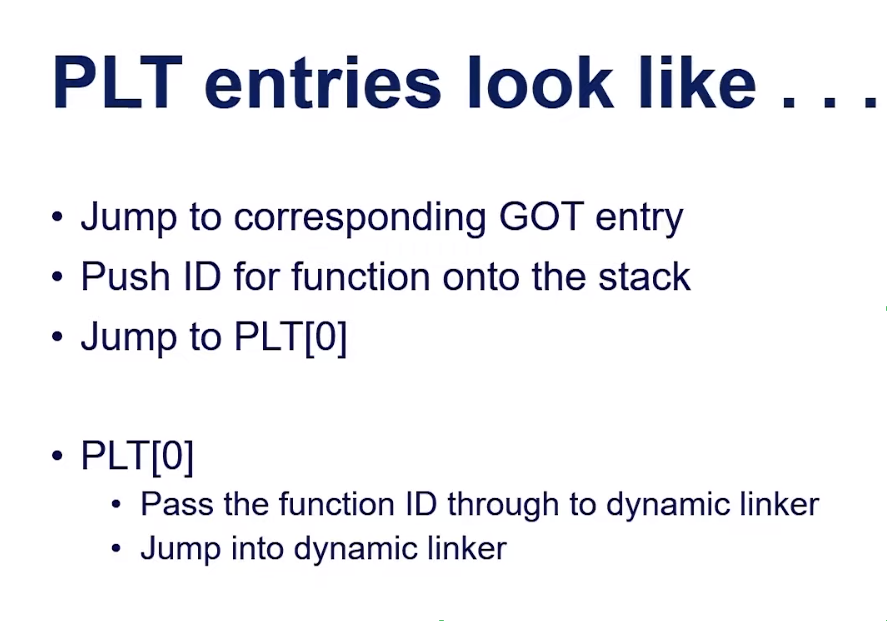 PLT entries look like . . .
• Jump to corresponding GOT entry
• Push ID for function onto the stack
• Jump to PLT[0]
• PLT[0]
• Pass the function ID through to dynamic linker
• Jump into dynamic linker